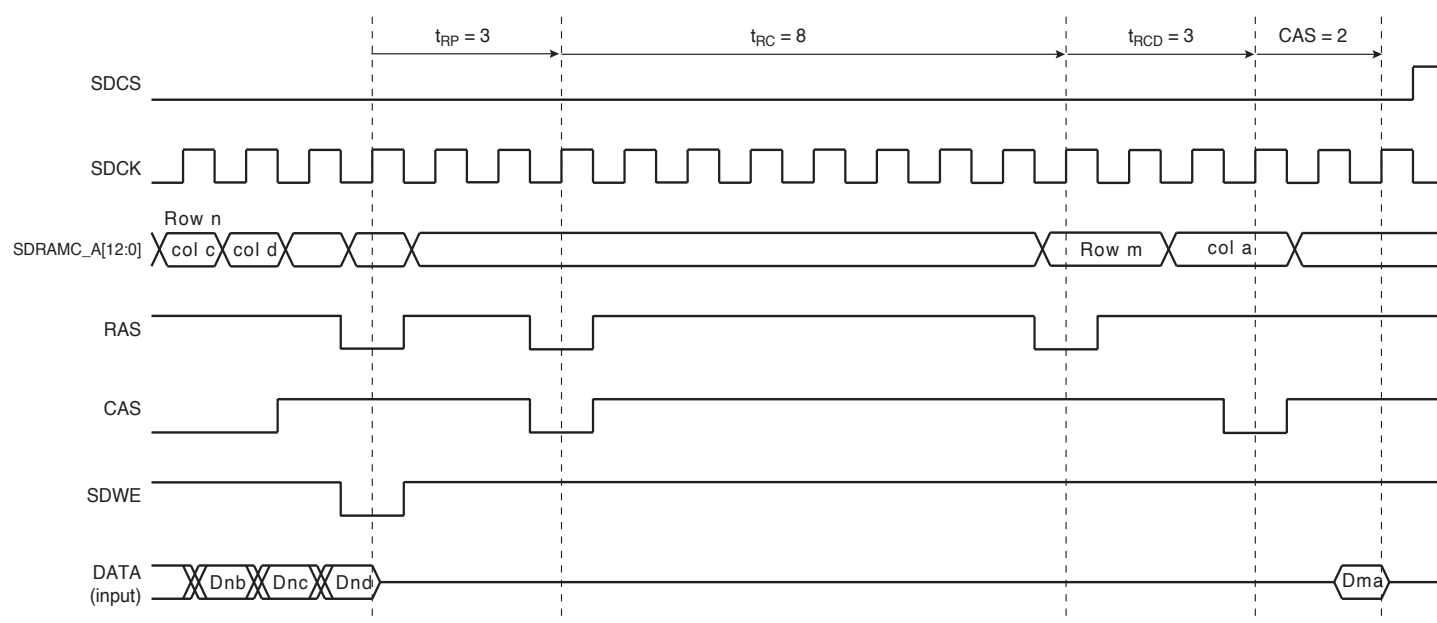 tRP = 3
tRC = 8
tRCD = 3
CAS = 2
SDCS
SDCK
Row n
SDRAMC_A[12:0]
col c
col d
Row m
col a
RAS
CAS
SDWE
DATA
(input)
Dnb
Dnc
Dnd
Dma